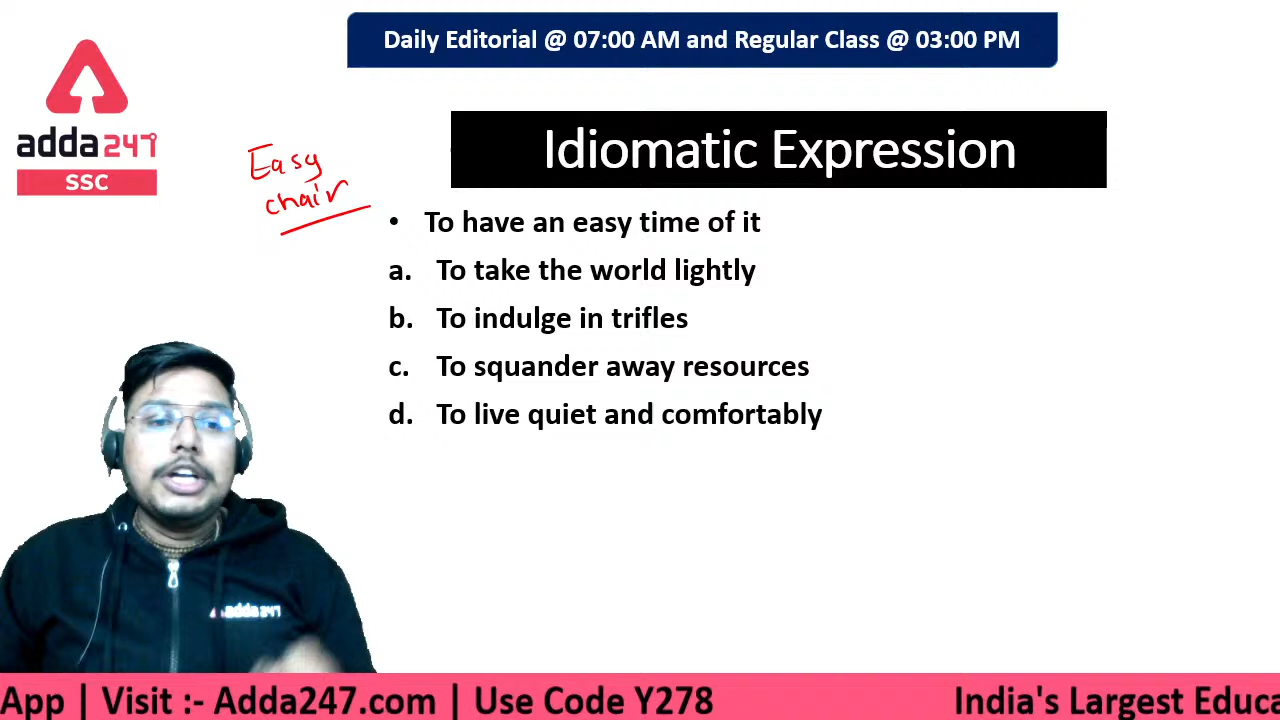 Daily Editorial @ 07:00 AM and Regular Class @ 03:00 PM
adda247
SSC
Easy
chair
Idiomatic Expression
• To have an easy time of it
a. To take the world lightly
b. To indulge in trifles
c. To squander away resources
d. To live quiet and comfortably
adda247
App | Visit :- Adda247.com | Use Code Y278
India's Largest Educa